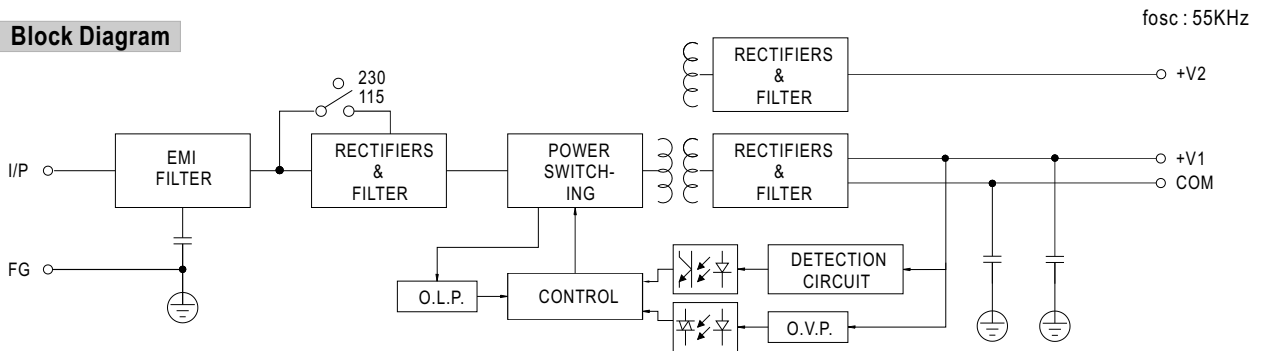 fosc : 55KHz
Block Diagram
230
115
RECTIFIERS
&
FILTER
+V2
I/P
EMI
FILTER
RECTIFIERS
&
FILTER
POWER
SWITCH-
ING
RECTIFIERS
&
FILTER
+V1
COM
FG
O.L.P.
CONTROL
DETECTION
CIRCUIT
O.V.P.